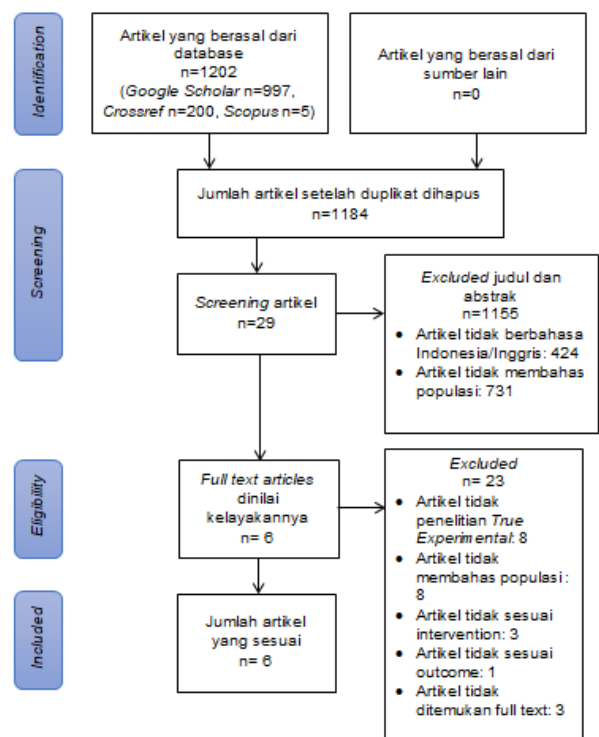 Identification
Artikel yang berasal dari
database
n=1202
(Google Scholar n=997,
Crossref n=200, Scopus n=5)
Artikel yang berasal dari
sumber lain
n=0
Screening
Jumlah artikel setelah duplikat dihapus
n=1184
Screening artikel
n=29
Excluded judul dan
abstrak
n=1155
• Artikel tidak berbahasa
Indonesia/Inggris: 424
• Artikel tidak membahas
populasi: 731
Eligibility
Full text articles
dinilai
kelayakannya
n= 6
Excluded
n= 23
• Artikel tidak
penelitian True
Experimental: 8
• Artikel tidak
membahas populasi :
8
• Artikel tidak sesuai
intervention: 3
• Artikel tidak sesuai
outcome: 1
• Artikel tidak
ditemukan full text: 3
Included
Jumlah artikel
yang sesuai
n= 6